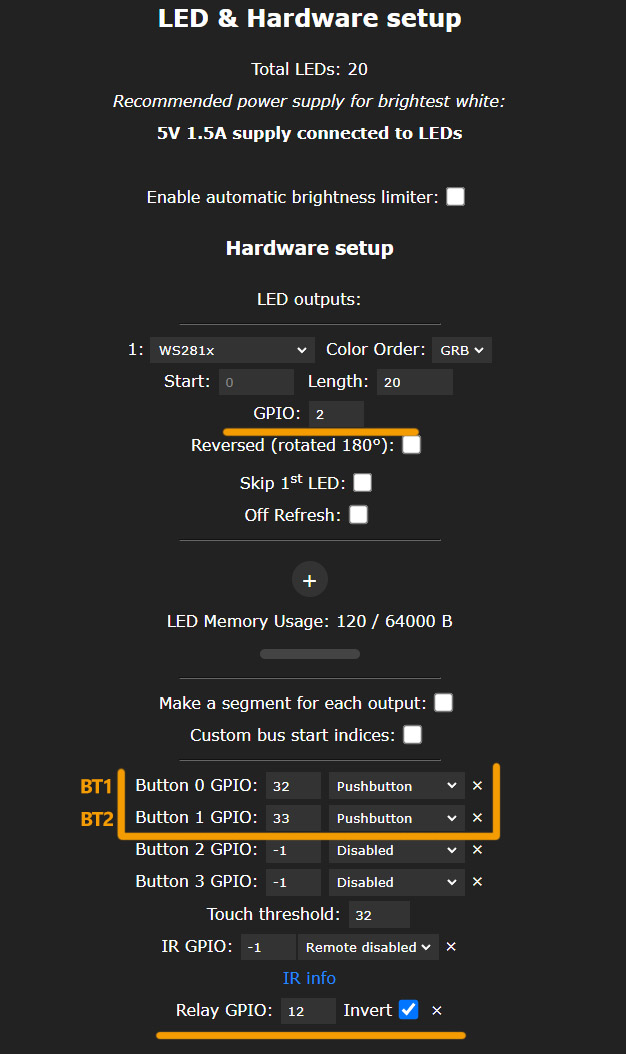 LED & Hardware setup
Total LEDs: 20
Recommended power supply for brightest white:
5V 1.5A supply connected to LEDs
Enable automatic brightness limiter:
Hardware setup
LED outputs:
1: WS281x Color Order: GRB
Start: 0 Length: 20
GPIO: 2
Reversed (rotated 180°):
Skip 1st LED:
Off Refresh:
+
LED Memory Usage: 120 / 64000 B
Make a segment for each output:
Custom bus start indices:
BT1 Button 0 GPIO: 32 Pushbutton ×
BT2 Button 1 GPIO: 33 Pushbutton ×
Button 2 GPIO: -1 Disabled ×
Button 3 GPIO: -1 Disabled ×
Touch threshold: 32
IR GPIO: -1 Remote disabled ×
IR info
Relay GPIO: 12 Invert ×